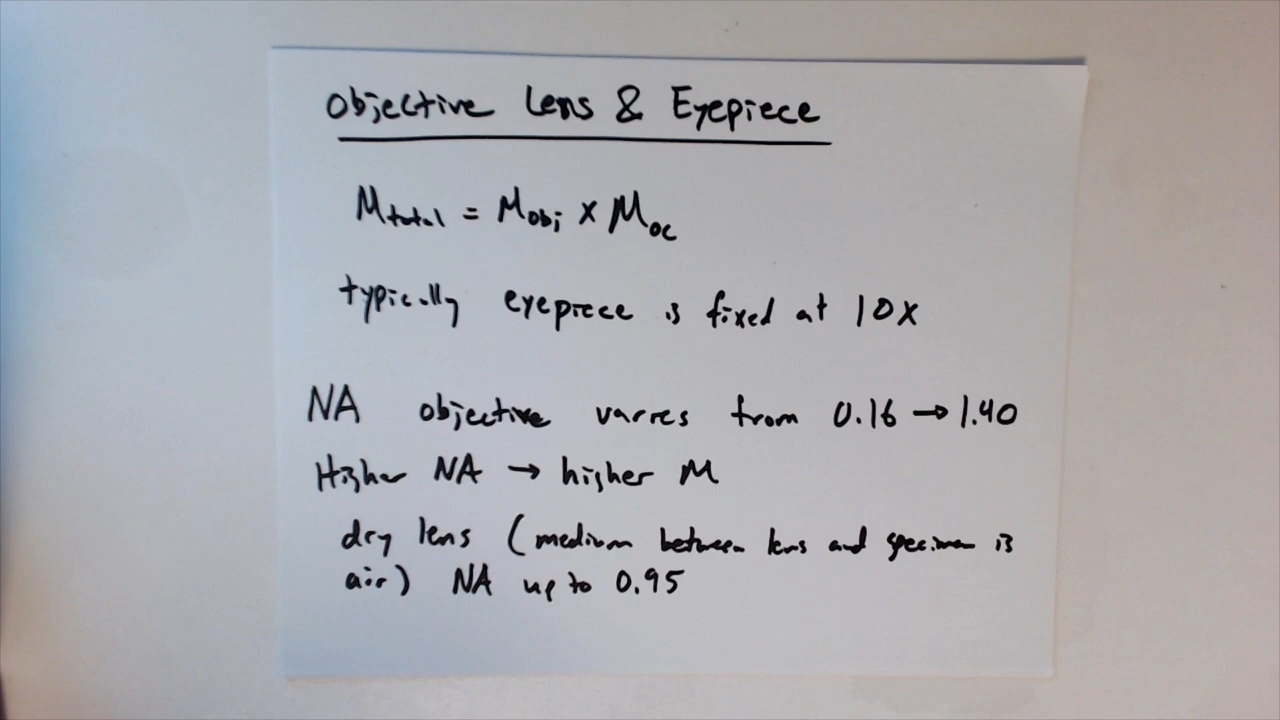 Objective Lens & Eyepiece
Mtotal = Mobj x Moc
typically eyepiece is fixed at 10x
NA objective varies from 0.16 → 1.40
Higher NA → higher M
dry lens (medium between lens and specimen is
air) NA up to 0.95